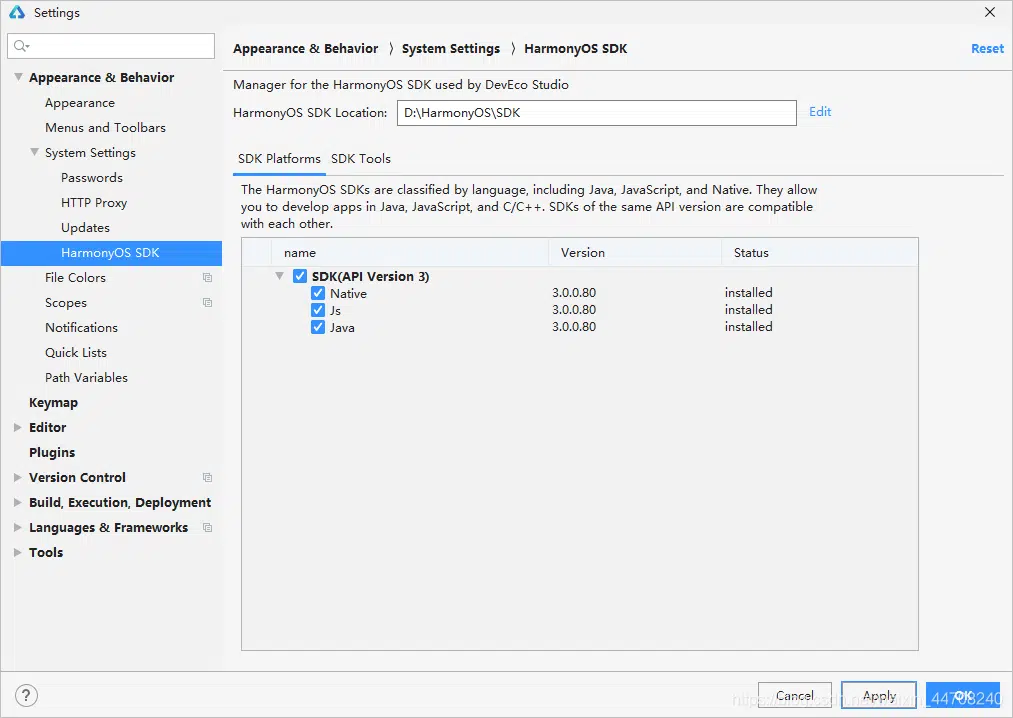 Settings
Appearance & Behavior
Appearance
Menus and Toolbars
System Settings
Passwords
HTTP Proxy
Updates
HarmonyOS SDK
File Colors
Scopes
Notifications
Quick Lists
Path Variables
Keymap
Editor
Plugins
Version Control
Build, Execution, Deployment
Languages & Frameworks
Tools
Appearance & Behavior 〉 System Settings 〉 HarmonyOS SDK
Reset
Manager for the HarmonyOS SDK used by DevEco Studio
HarmonyOS SDK Location: D:\HarmonyOS\SDK Edit
SDK Platforms SDK Tools
The HarmonyOS SDKs are classified by language, including Java, JavaScript, and Native. They allow
you to develop apps in Java, JavaScript, and C/C++. SDKs of the same API version are compatible
with each other.
name Version Status
SDK(API Version 3)
Native 3.0.0.80 installed
Js 3.0.0.80 installed
Java 3.0.0.80 installed
?
Cancel Apply OK